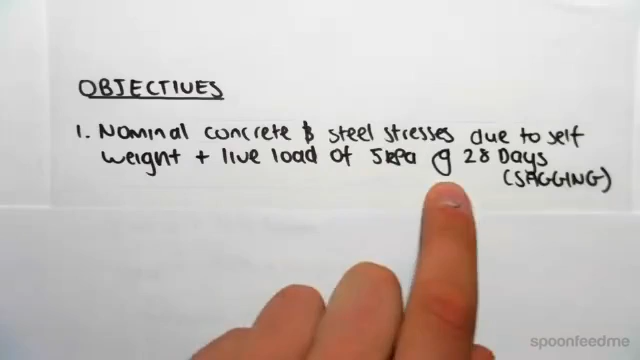 OBJECTIVES
1. Nominal concrete & steel stresses due to self
weight + live load of 5kPa @ 28 Days
(SAGGING)
spoonfeedme